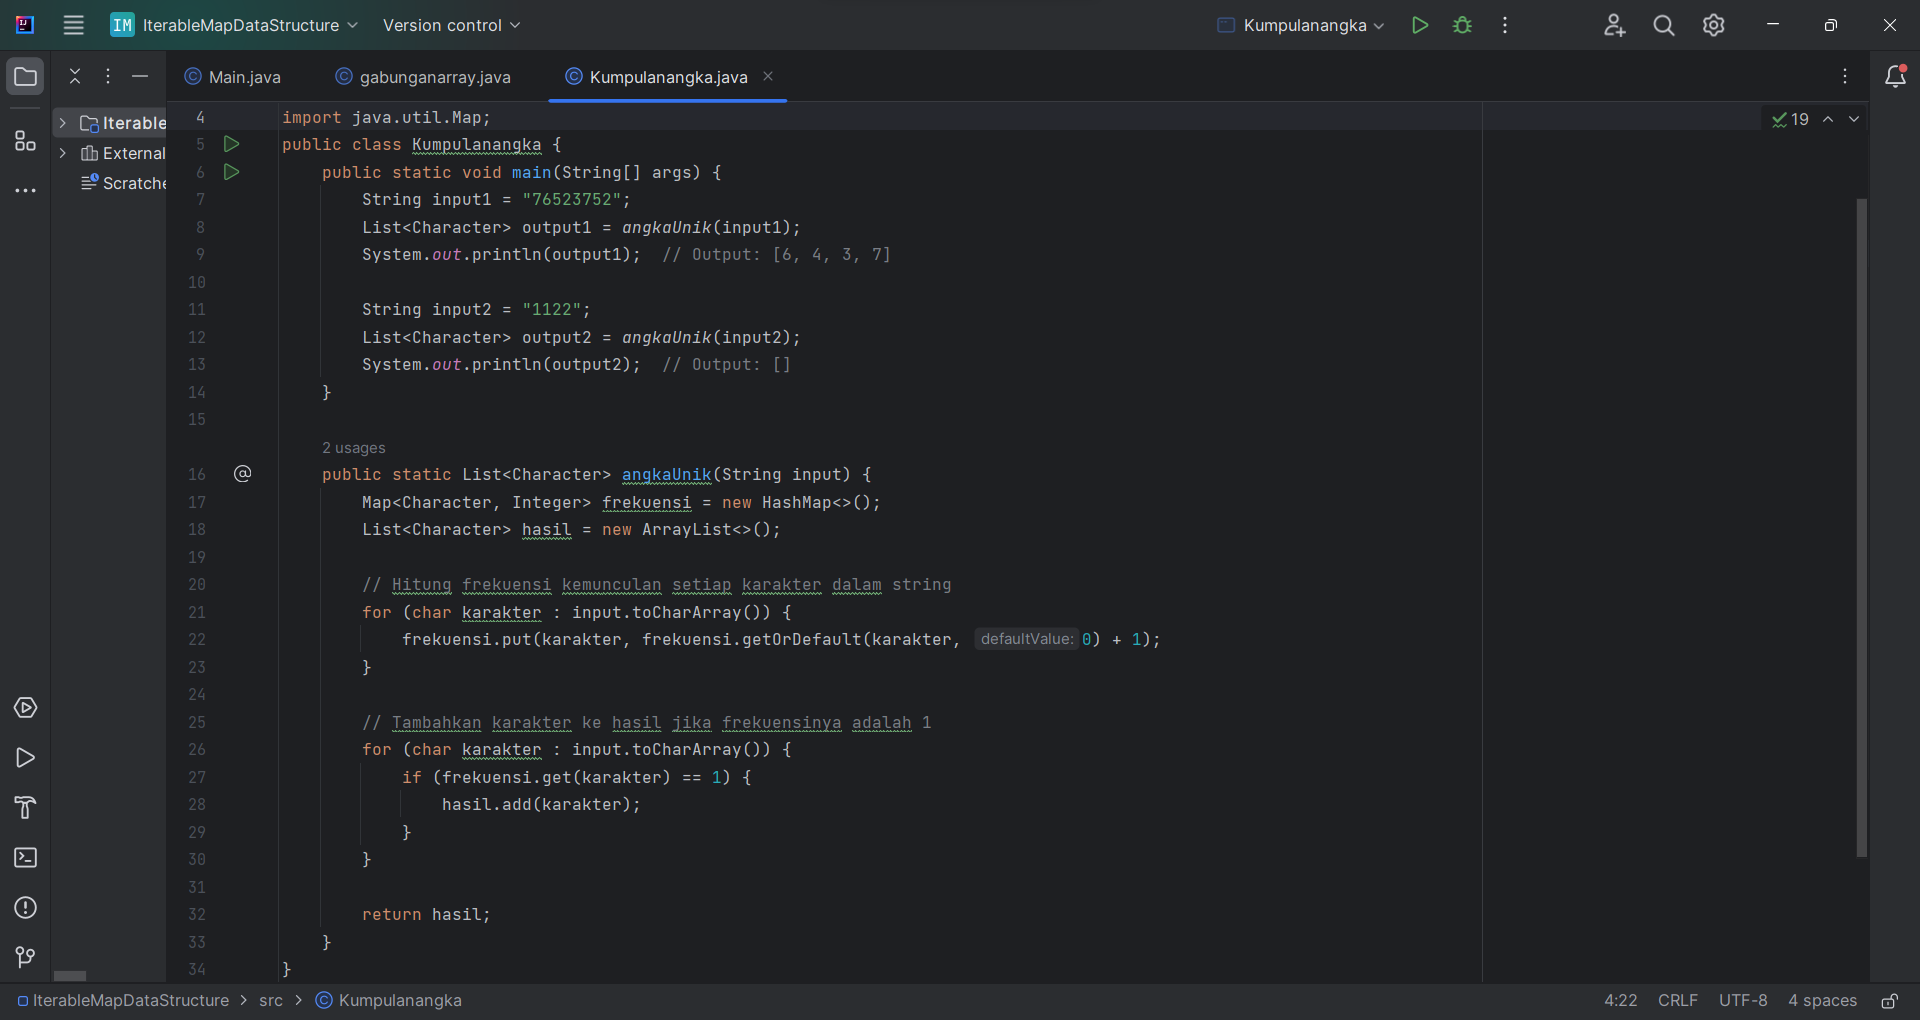 IM IterableMapDataStructure Version control Kumpulanangka
Main.java gabunganarray.java Kumpulanangka.java
Iterable
External
Scratche
19
4 import java.util.Map;
5 public class Kumpulanangka {
6 public static void main(String[] args) {
7 String input1 = "76523752";
8 List<Character> output1 = angkaUnik(input1);
9 System.out.println(output1);  // Output: [6, 4, 3, 7]
10
11 String input2 = "1122";
12 List<Character> output2 = angkaUnik(input2);
13 System.out.println(output2);  // Output: []
14 }
15
2 usages
16 @ public static List<Character> angkaUnik(String input) {
17 Map<Character, Integer> frekuensi = new HashMap<>();
18 List<Character> hasil = new ArrayList<>();
19
20 // Hitung frekuensi kemunculan setiap karakter dalam string
21 for (char karakter : input.toCharArray()) {
22 frekuensi.put(karakter, frekuensi.getOrDefault(karakter, defaultValue: 0) + 1);
23 }
24
25 // Tambahkan karakter ke hasil jika frekuensinya adalah 1
26 for (char karakter : input.toCharArray()) {
27 if (frekuensi.get(karakter) == 1) {
28 hasil.add(karakter);
29 }
30 }
31
32 return hasil;
33 }
34 }
IterableMapDataStructure > src > Kumpulanangka 4:22 CRLF UTF-8 4 spaces